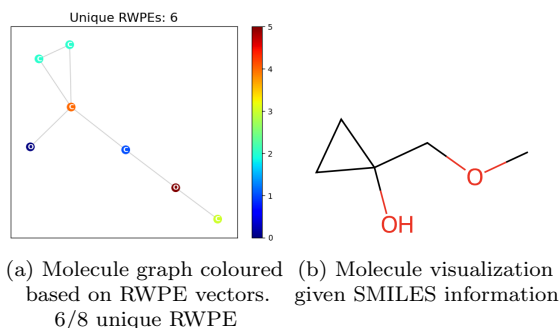 Unique RWPEs: 6
C
C
C
O
C
O
C
5
4
3
2
1
0
O
OH
(a) Molecule graph coloured
based on RWPE vectors.
6/8 unique RWPE
(b) Molecule visualization
given SMILES information